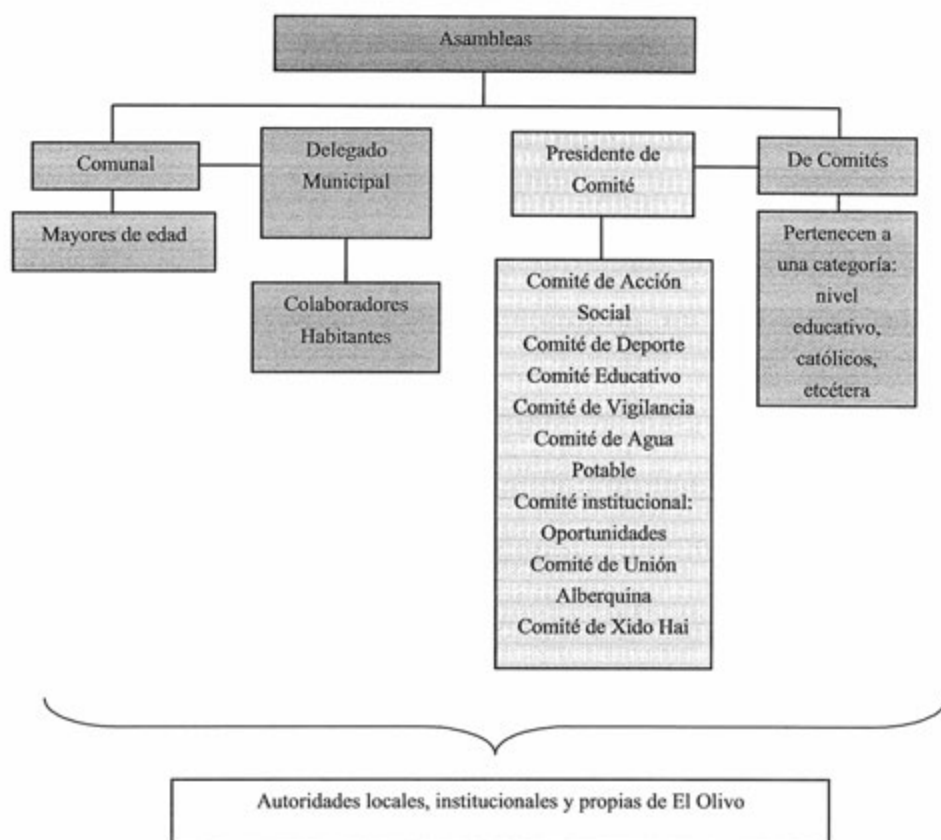 Asambleas
Comunal
Mayores de edad
Delegado
Municipal
Colaboradores
Habitantes
Presidente de
Comité
Comité de Acción
Social
Comité de Deporte
Comité Educativo
Comité de Vigilancia
Comité de Agua
Potable
Comité institucional:
Oportunidades
Comité de Unión
Alberquina
Comité de Xido Hai
De Comités
Pertenecen a
una categoría:
nivel
educativo,
católicos,
etcétera
Autoridades locales, institucionales y propias de El Olivo